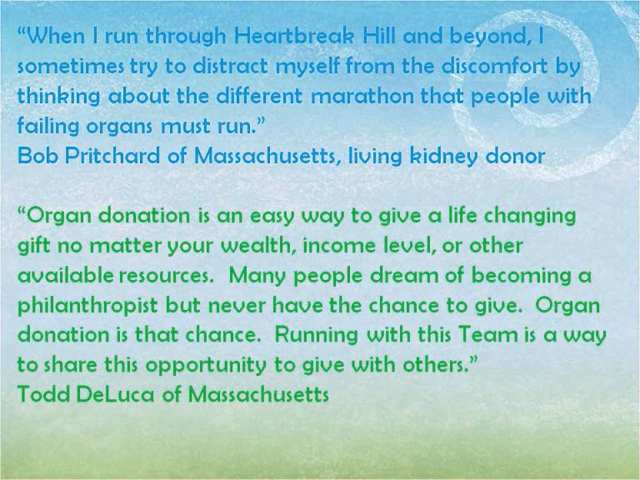 “When I run through Heartbreak Hill and beyond, I
sometimes try to distract myself from the discomfort by
thinking about the different marathon that people with
failing organs must run.”
Bob Pritchard of Massachusetts, living kidney donor
“Organ donation is an easy way to give a life changing
gift no matter your wealth, income level, or other
available resources.  Many people dream of becoming a
philanthropist but never have the chance to give.  Organ
donation is that chance.  Running with this Team is a way
to share this opportunity to give with others.”
Todd DeLuca of Massachusetts